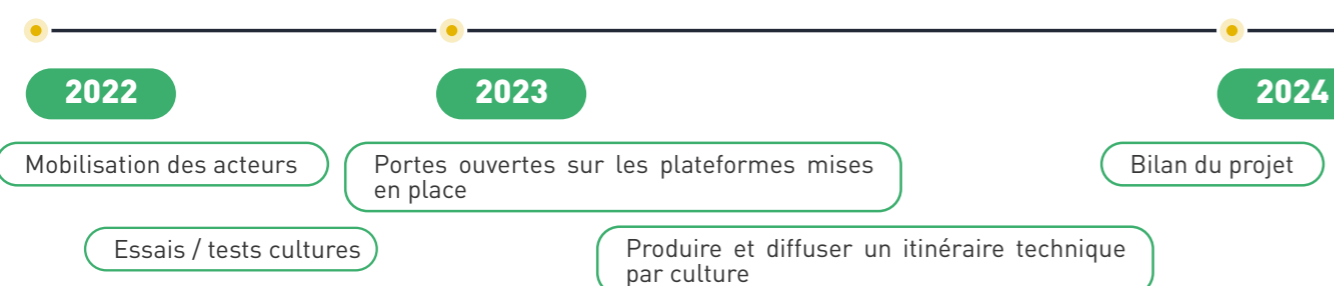 2022
2023
2024
Mobilisation des acteurs
Portes ouvertes sur les plateformes mises
en place
Bilan du projet
Essais / tests cultures
Produire et diffuser un itinéraire technique
par culture